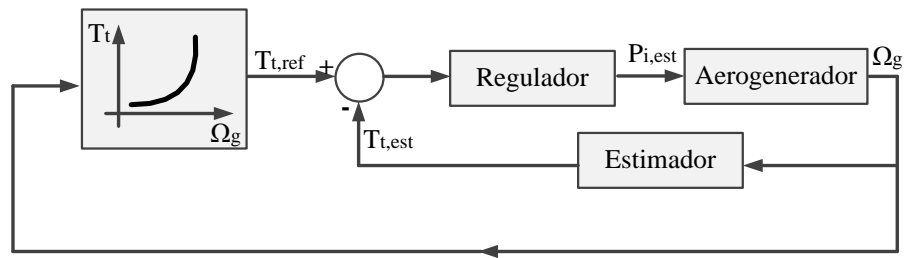 Tt
Ωg
Tt,ref
+
-
Tt,est
Regulador
Pi,est
Aerogenerador
Ωg
Estimador